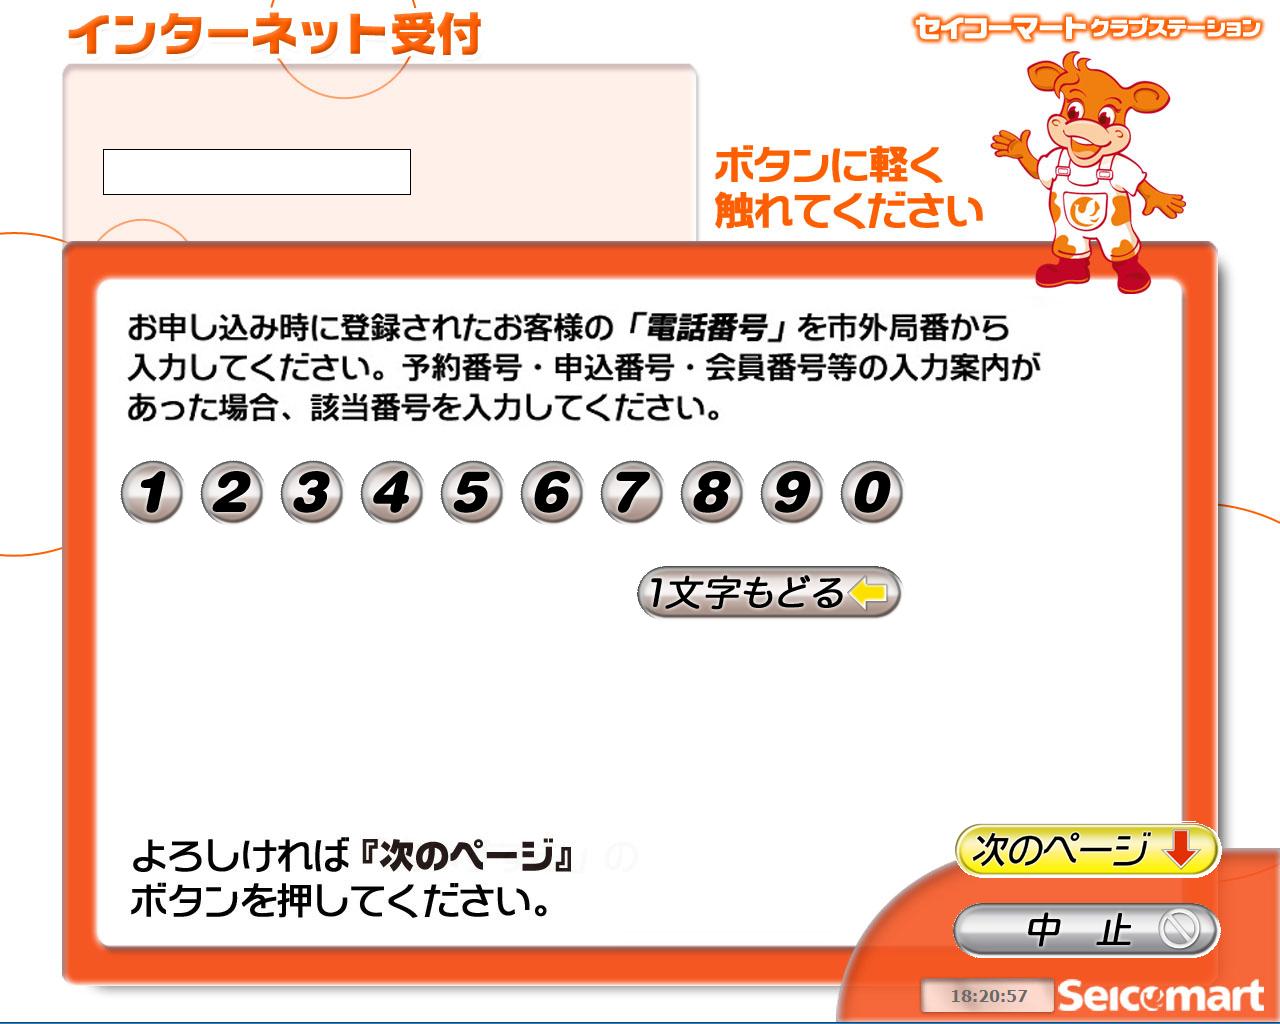 インターネット受付
セイコーマートクラブステーション
ボタンに軽く
触れてください
お申し込み時に登録されたお客様の「電話番号」を市外局番から
入力してください。予約番号・申込番号・会員番号等の入力案内が
あった場合、該当番号を入力してください。
1 2 3 4 5 6 7 8 9 0
1文字もどる
よろしければ『次のページ』
ボタンを押してください。
次のページ
中 止
18:20:57
Seicomart